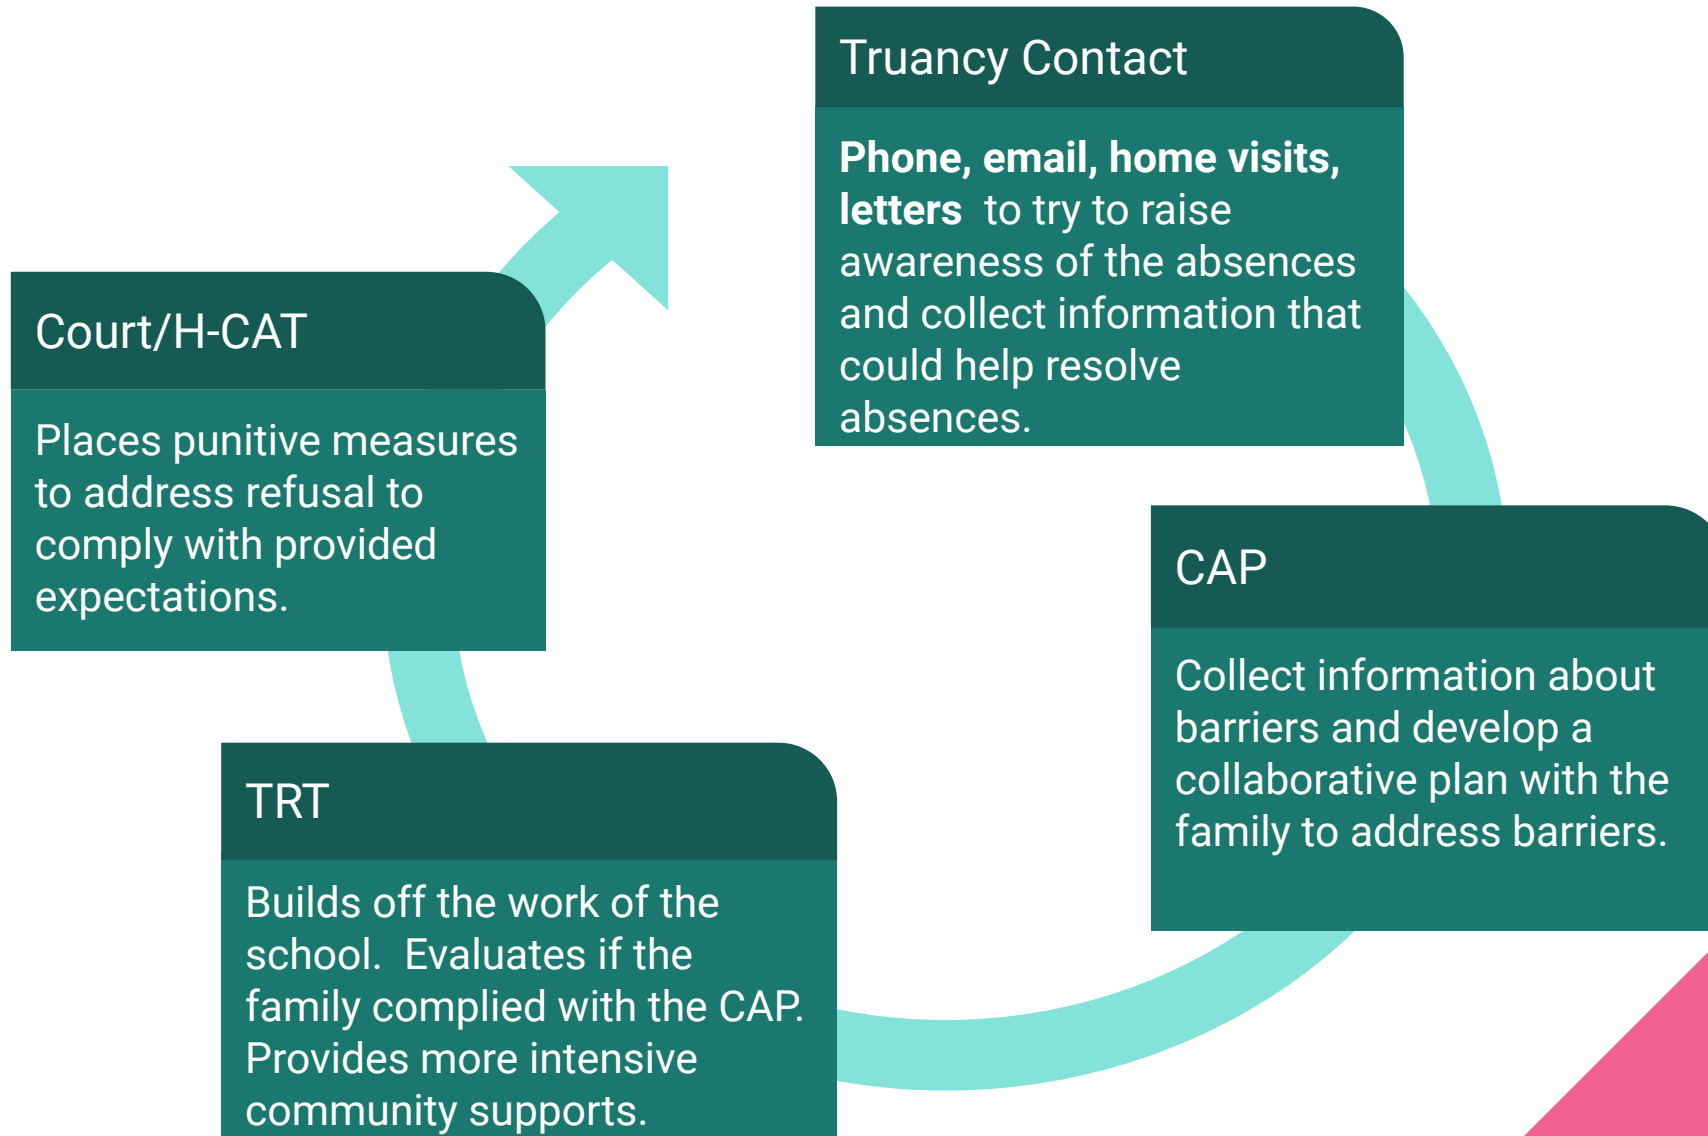 Truancy Contact
Phone, email, home visits,
letters  to try to raise
awareness of the absences
and collect information that
could help resolve
absences.
CAP
Collect information about
barriers and develop a
collaborative plan with the
family to address barriers.
TRT
Builds off the work of the
school.  Evaluates if the
family complied with the CAP.
Provides more intensive
community supports.
Court/H-CAT
Places punitive measures
to address refusal to
comply with provided
expectations.